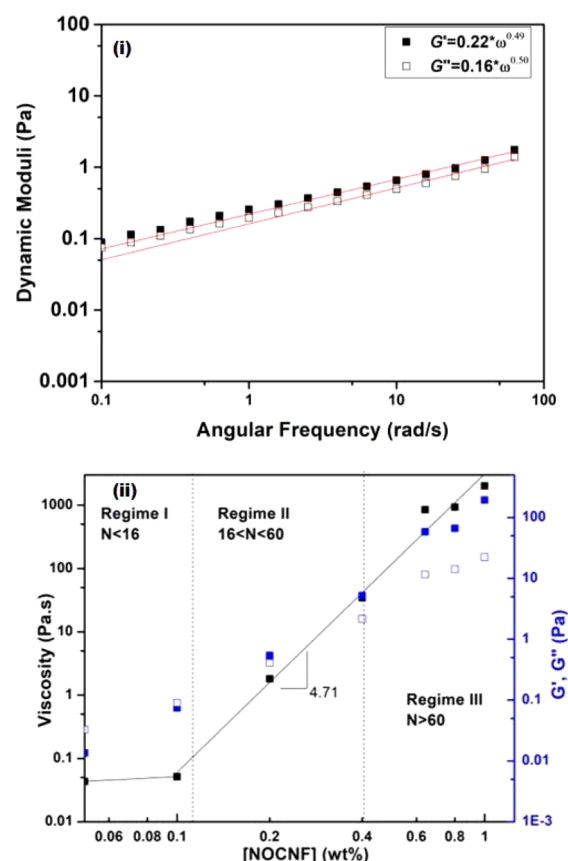 (i)
G'=0.22*ω^0.49
G''=0.16*ω^0.50
Dynamic Moduli (Pa)
100
10
1
0.1
0.01
0.001
0.1
1
10
100
Angular Frequency (rad/s)
(ii)
Regime I
N<16
Regime II
16<N<60
Regime III
N>60
4.71
Viscosity (Pa.s)
1000
100
10
1
0.1
0.01
G', G'' (Pa)
100
10
1
0.1
0.01
1E-3
0.06
0.08
0.1
0.2
0.4
0.6
0.8
1
[NOCNF] (wt%)